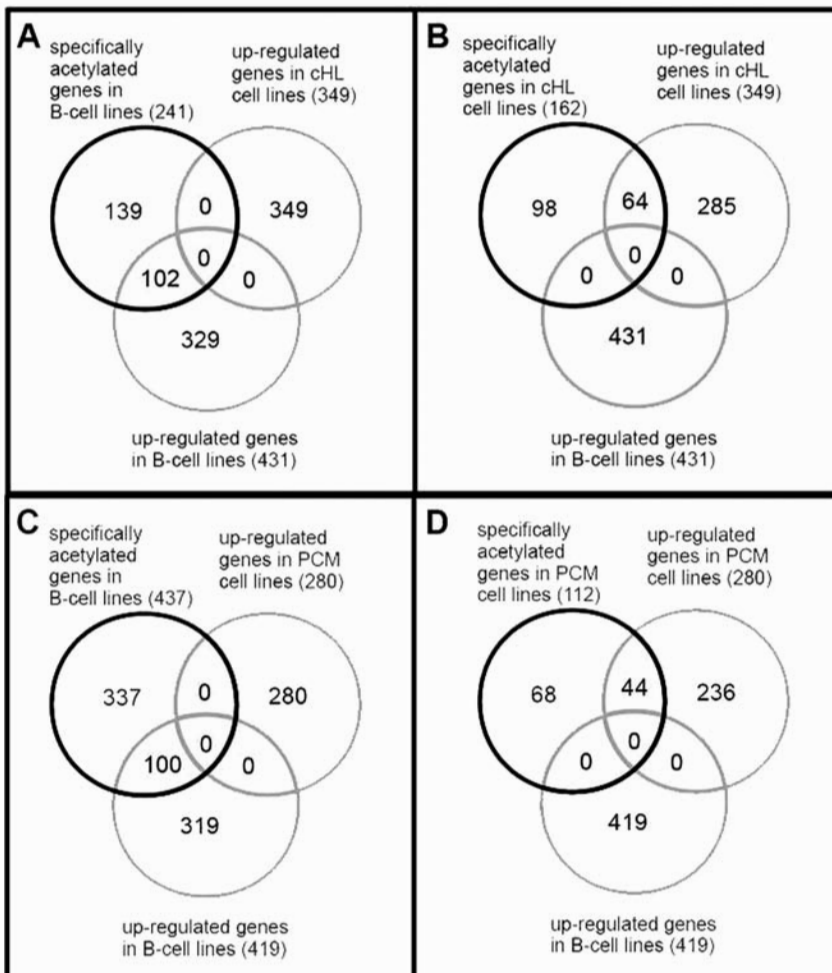 A
specifically
acetylated
genes in
B-cell lines (241)
up-regulated
genes in cHL
cell lines (349)
139
0
349
0
102
0
329
up-regulated genes
in B-cell lines (431)
B
specifically
acetylated
genes in cHL
cell lines (162)
up-regulated
genes in cHL
cell lines (349)
98
64
285
0
0
0
431
up-regulated genes
in B-cell lines (431)
C
specifically
acetylated
genes in
B-cell lines (437)
up-regulated
genes in PCM
cell lines (280)
337
0
280
0
100
0
319
up-regulated genes
in B-cell lines (419)
D
specifically
acetylated
genes in PCM
cell lines (112)
up-regulated
genes in PCM
cell lines (280)
68
44
236
0
0
0
419
up-regulated genes
in B-cell lines (419)